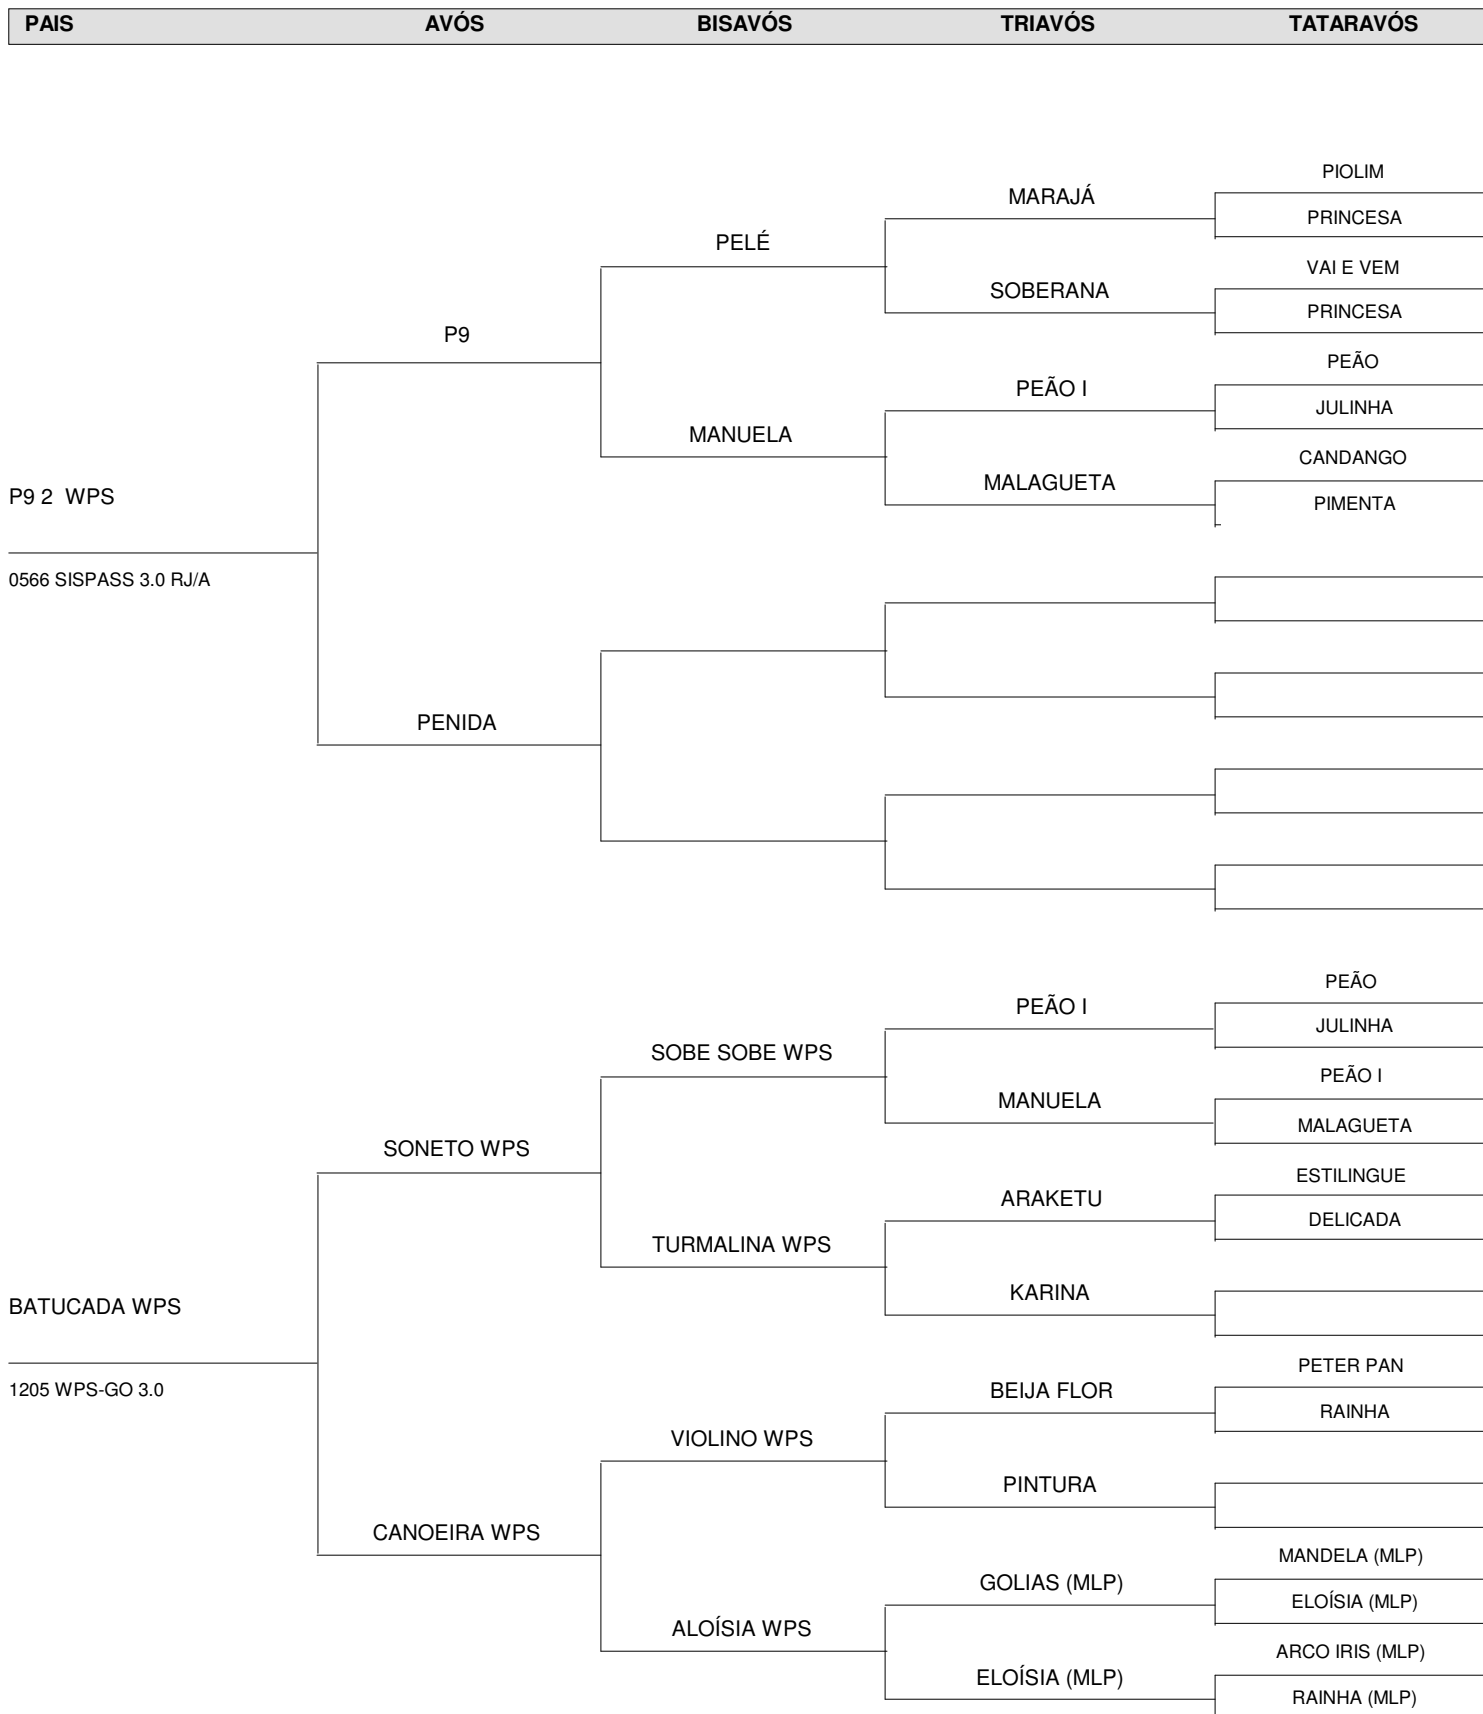 PAIS AVÓS BISAVÓS TRIAVÓS TATARAVÓS
PIOLIM
MARAJÁ
PRINCESA
PELÉ
VAI E VEM
SOBERANA
PRINCESA
P9
PEÃO
PEÃO I
JULINHA
MANUELA
CANDANGO
MALAGUETA
P9 2 WPS
PIMENTA
0566 SISPASS 3.0 RJ/A
PENIDA
PEÃO
PEÃO I
JULINHA
SOBE SOBE WPS
PEÃO I
MANUELA
MALAGUETA
SONETO WPS
ESTILINGUE
ARAKETU
DELICADA
TURMALINA WPS
KARINA
BATUCADA WPS
PETER PAN
1205 WPS-GO 3.0
BEIJA FLOR
RAINHA
VIOLINO WPS
PINTURA
CANOEIRA WPS
MANDELA (MLP)
GOLIAS (MLP)
ELOÍSIA (MLP)
ALOÍSIA WPS
ARCO IRIS (MLP)
ELOÍSIA (MLP)
RAINHA (MLP)